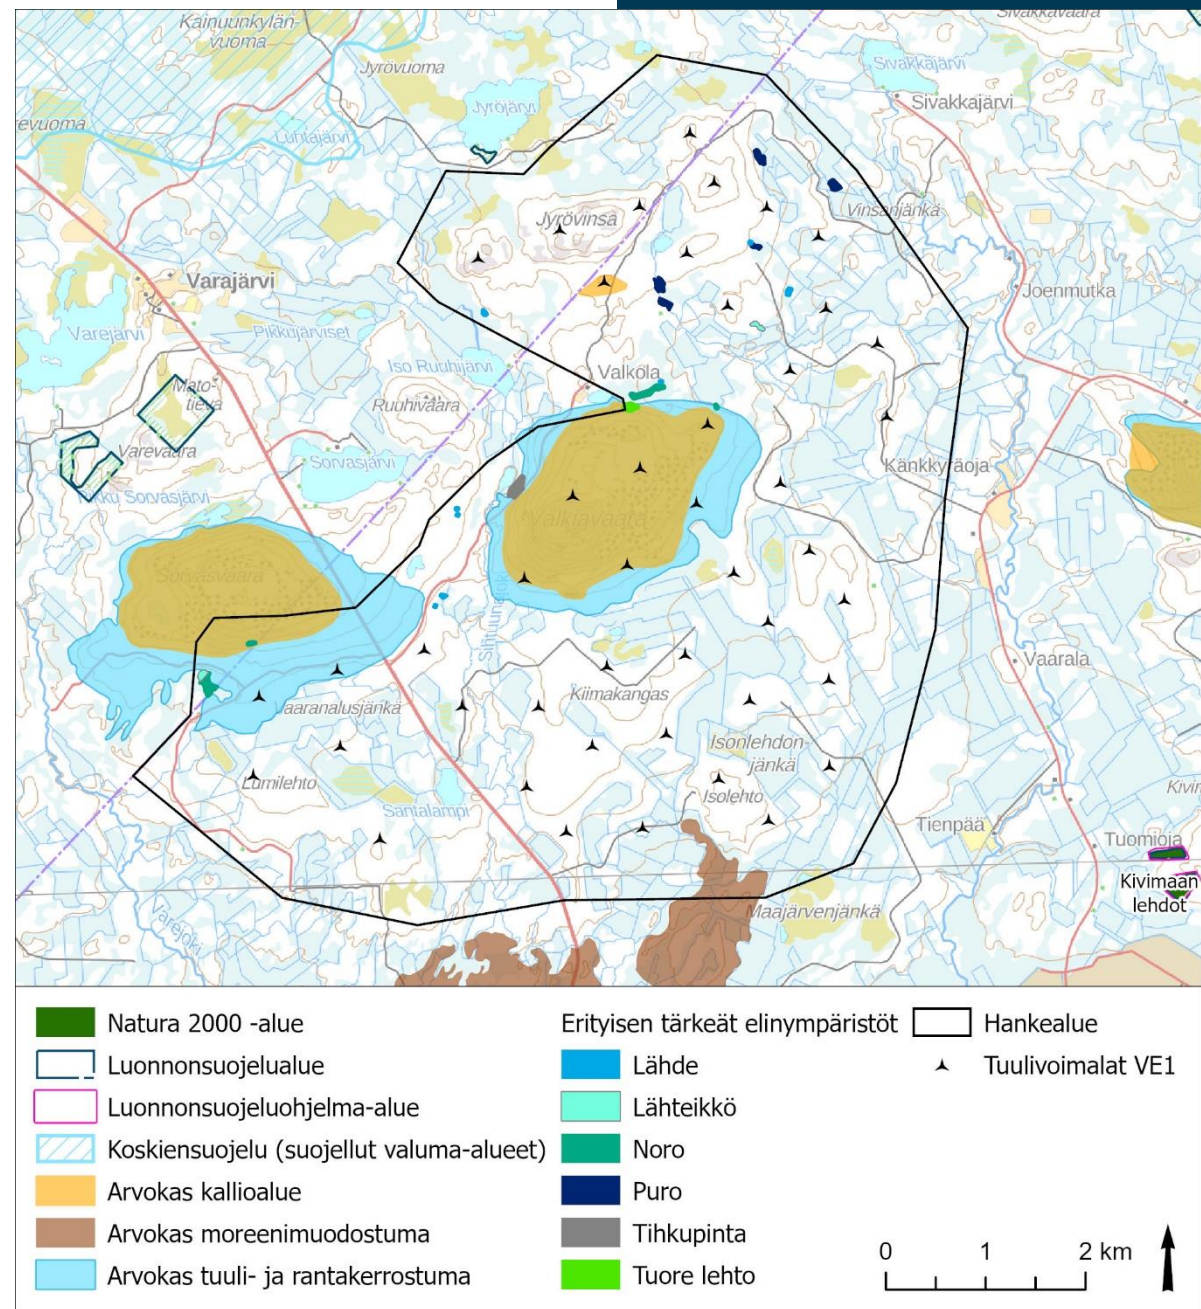 Kainuunkylän-
vuoma
Sivakkavaara
Jyrövuoma
Sivakkajärvi
Jyröjärvi
Sivakkajärvi
revuoma
Luhtajärvi
Jyrövinsa
Vinsanjänkä
Varajärvi
Joenmutka
Varejärvi
Pikkujärviset
Iso Ruuhijärvi
Valkola
Mato-
tieva
Ruuhivaara
Varevaara
Sorvasjärvi
Känkkyräoja
Pikku Sorvasjärvi
Valkiavaara
Sorvasvaara
Vaarala
Kiimakangas
Vaaranalusjänkä
Isonlehdon-
jänkä
Lumilehto
Isolehto
Santalampi
Tienpää
Tuomioja
Kivimaan
lehdot
Maajärvenjänkä
Varejoki
Natura 2000 -alue
Luonnonsuojelualue
Luonnonsuojeluohjelma-alue
Koskiensuojelu (suojellut valuma-alueet)
Arvokas kallioalue
Arvokas moreenimuodostuma
Arvokas tuuli- ja rantakerrostuma
Erityisen tärkeät elinympäristöt
Lähde
Lähteikkö
Noro
Puro
Tihkupinta
Tuore lehto
Hankealue
Tuulivoimalat VE1
0 1 2 km